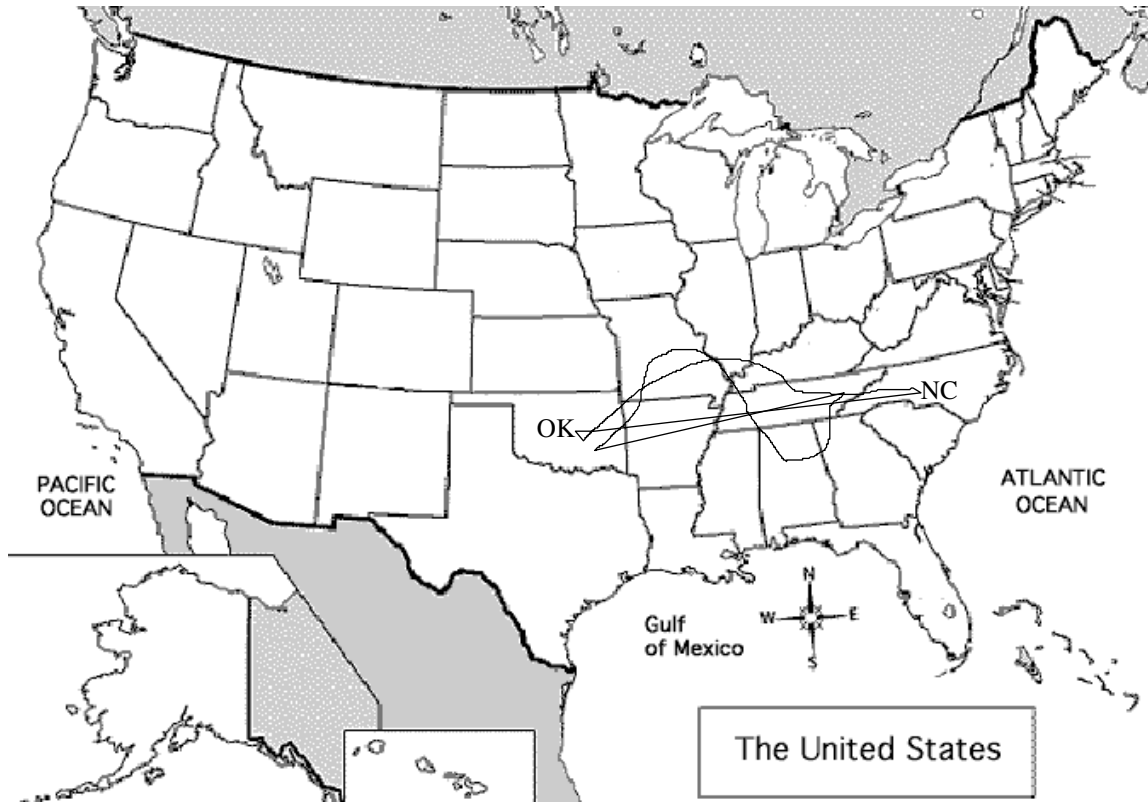 NC
OK
PACIFIC
OCEAN
ATLANTIC
OCEAN
N
W
E
S
Gulf
of Mexico
The United States